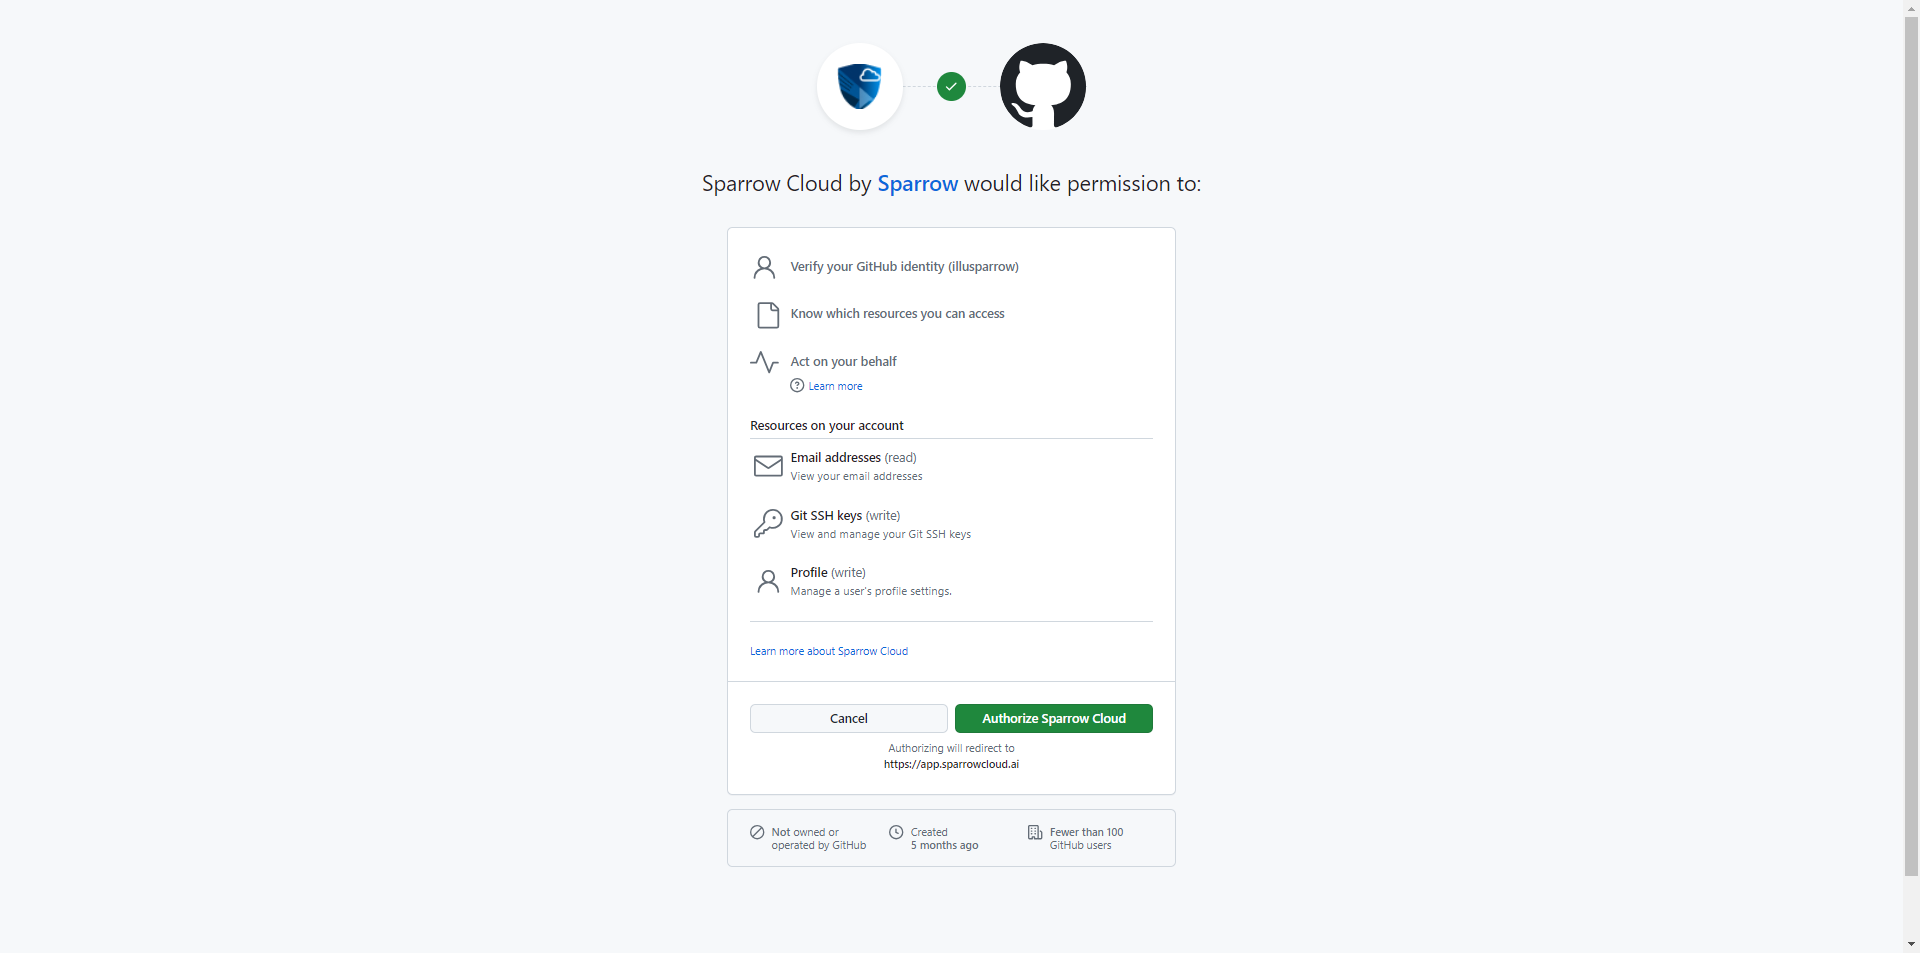 Sparrow Cloud by Sparrow would like permission to:
Verify your GitHub identity (illusparrow)
Know which resources you can access
Act on your behalf
Learn more
Resources on your account
Email addresses (read)
View your email addresses
Git SSH keys (write)
View and manage your Git SSH keys
Profile (write)
Manage a user's profile settings.
Learn more about Sparrow Cloud
Cancel
Authorize Sparrow Cloud
Authorizing will redirect to
https://app.sparrowcloud.ai
Not owned or
operated by GitHub
Created
5 months ago
Fewer than 100
GitHub users